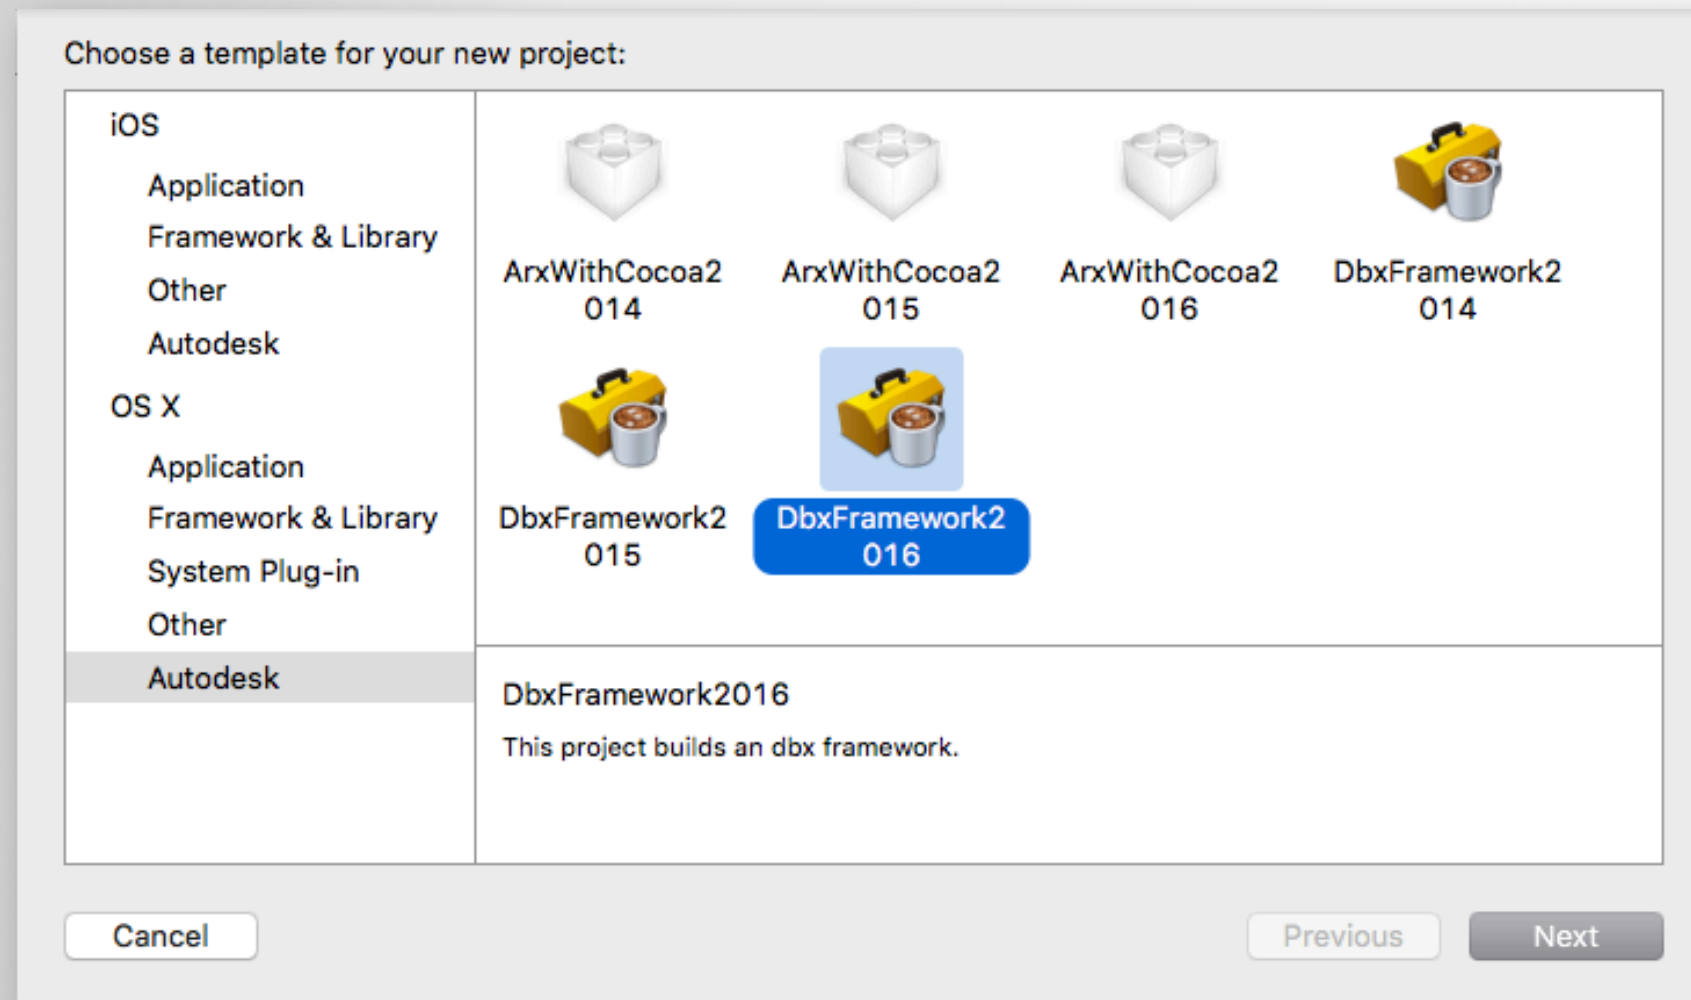 Choose a template for your new project:
iOS
Application
Framework & Library
Other
Autodesk
OS X
Application
Framework & Library
System Plug-in
Other
Autodesk
ArxWithCocoa2
014
ArxWithCocoa2
015
ArxWithCocoa2
016
DbxFramework2
014
DbxFramework2
015
DbxFramework2
016
DbxFramework2016
This project builds an dbx framework.
Cancel
Previous
Next